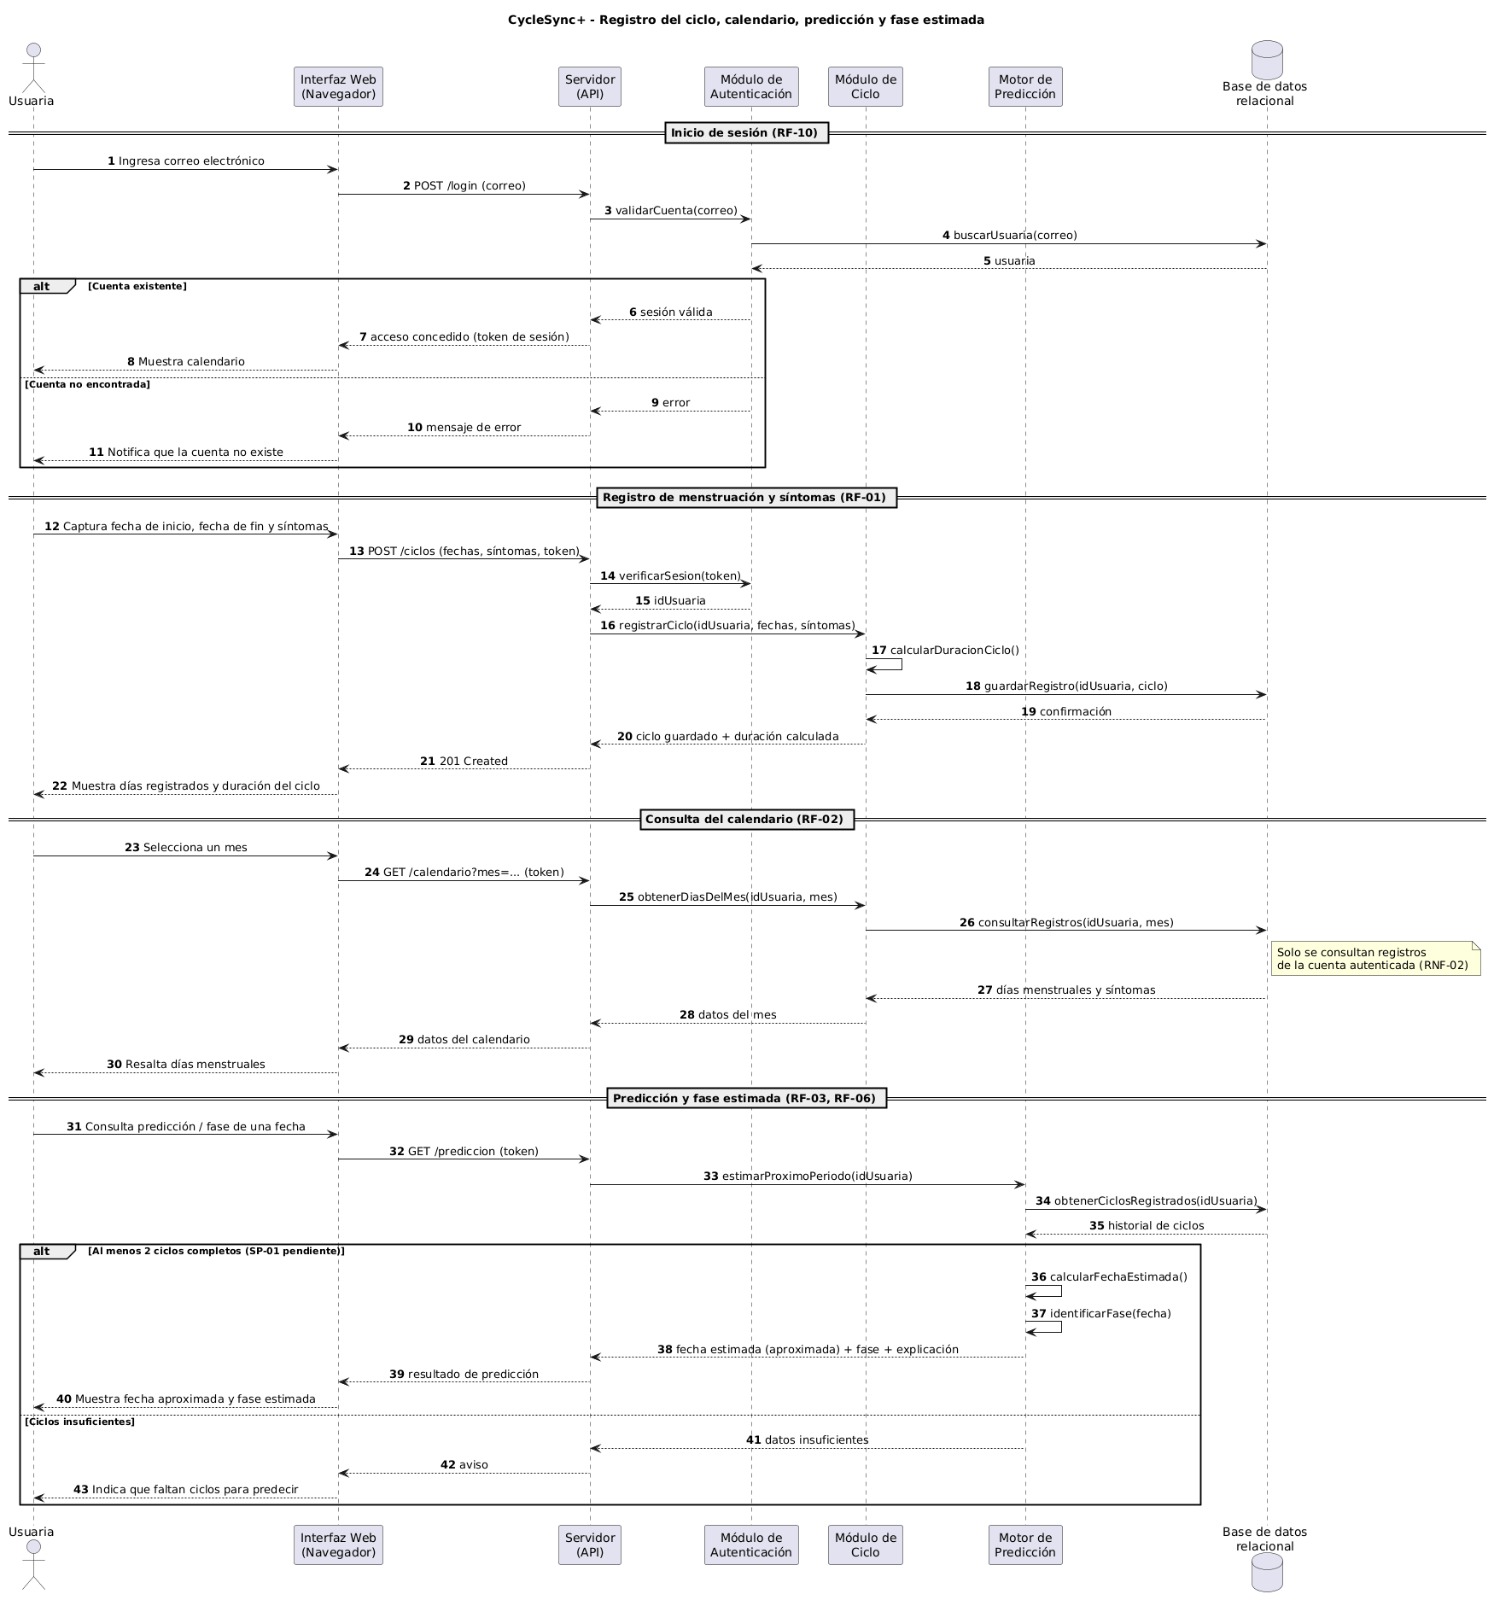 CycleSync+ - Registro del ciclo, calendario, predicción y fase estimada
Usuaria
Interfaz Web
(Navegador)
Servidor
(API)
Módulo de
Autenticación
Módulo de
Ciclo
Motor de
Predicción
Base de datos
relacional
Inicio de sesión (RF-10)
1 Ingresa correo electrónico
2 POST /login (correo)
3 validarCuenta(correo)
4 buscarUsuaria(correo)
5 usuaria
alt [Cuenta existente]
6 sesión válida
7 acceso concedido (token de sesión)
8 Muestra calendario
[Cuenta no encontrada]
9 error
10 mensaje de error
11 Notifica que la cuenta no existe
Registro de menstruación y síntomas (RF-01)
12 Captura fecha de inicio, fecha de fin y síntomas
13 POST /ciclos (fechas, síntomas, token)
14 verificarSesion(token)
15 idUsuaria
16 registrarCiclo(idUsuaria, fechas, síntomas)
17 calcularDuracionCiclo()
18 guardarRegistro(idUsuaria, ciclo)
19 confirmación
20 ciclo guardado + duración calculada
21 201 Created
22 Muestra días registrados y duración del ciclo
Consulta del calendario (RF-02)
23 Selecciona un mes
24 GET /calendario?mes=... (token)
25 obtenerDiasDelMes(idUsuaria, mes)
26 consultarRegistros(idUsuaria, mes)
Solo se consultan registros
de la cuenta autenticada (RNF-02)
27 días menstruales y síntomas
28 datos del mes
29 datos del calendario
30 Resalta días menstruales
Predicción y fase estimada (RF-03, RF-06)
31 Consulta predicción / fase de una fecha
32 GET /prediccion (token)
33 estimarProximoPeriodo(idUsuaria)
34 obtenerCiclosRegistrados(idUsuaria)
35 historial de ciclos
alt [Al menos 2 ciclos completos (SP-01 pendiente)]
36 calcularFechaEstimada()
37 identificarFase(fecha)
38 fecha estimada (aproximada) + fase + explicación
39 resultado de predicción
40 Muestra fecha aproximada y fase estimada
[Ciclos insuficientes]
41 datos insuficientes
42 aviso
43 Indica que faltan ciclos para predecir
Usuaria
Interfaz Web
(Navegador)
Servidor
(API)
Módulo de
Autenticación
Módulo de
Ciclo
Motor de
Predicción
Base de datos
relacional